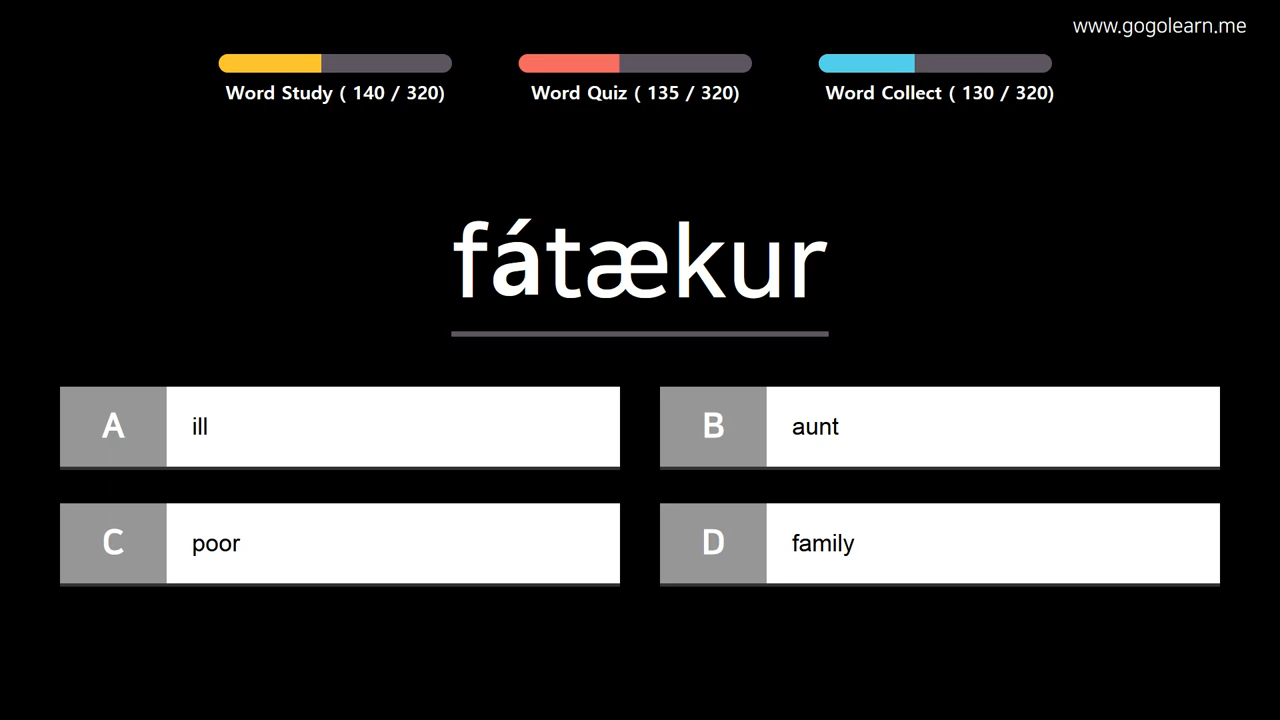 www.gogolearn.me
Word Study ( 140 / 320)
Word Quiz ( 135 / 320)
Word Collect ( 130 / 320)
fátækur
A ill
B aunt
C poor
D family